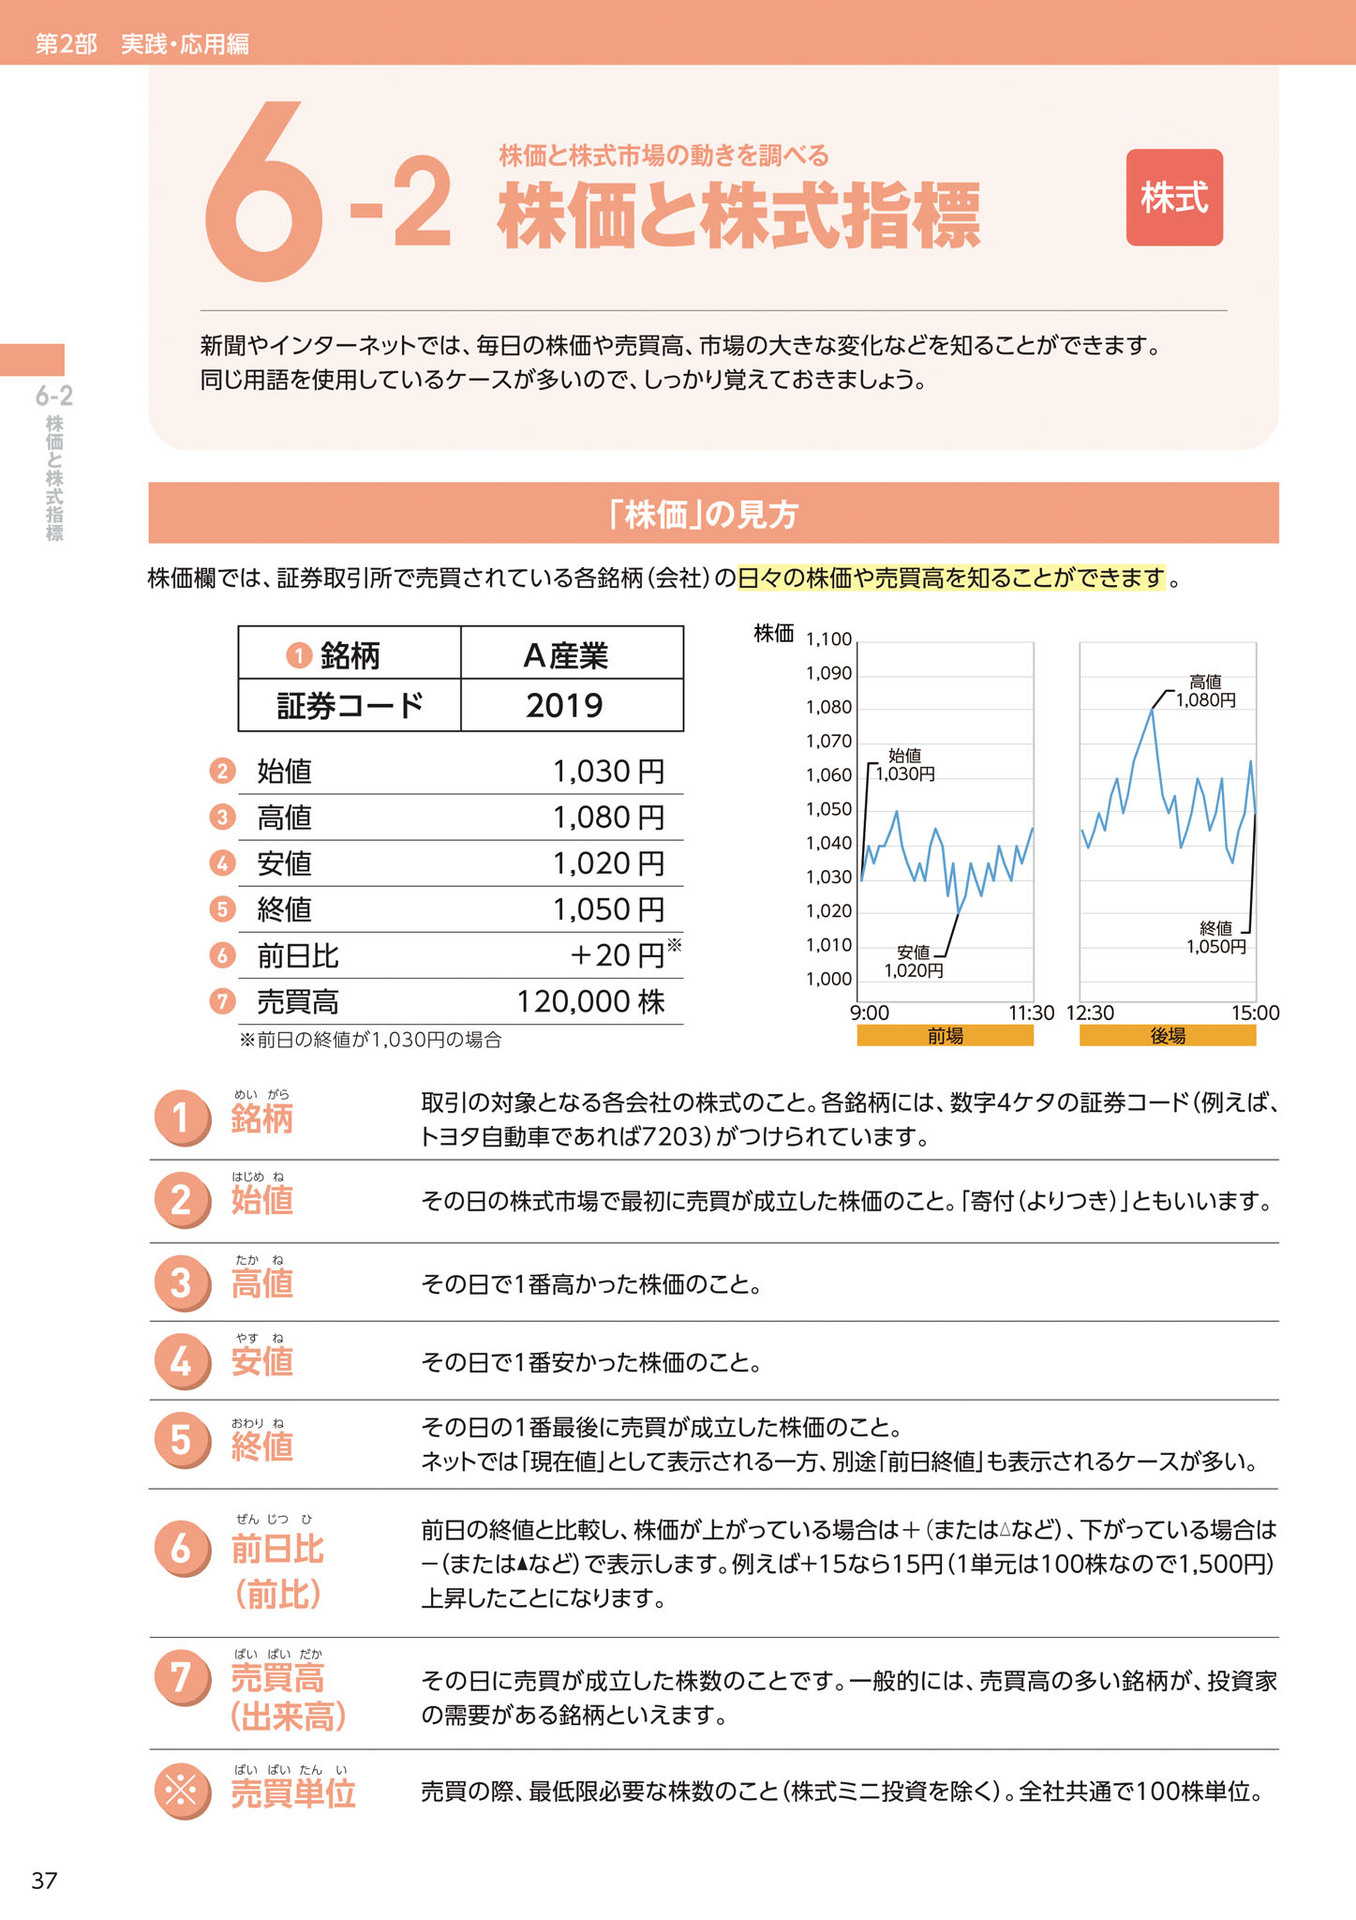 第2部　実践・応用編
6-2
株価と株式市場の動きを調べる
株価と株式指標
株式
新聞やインターネットでは、毎日の株価や売買高、市場の大きな変化などを知ることができます。
同じ用語を使用しているケースが多いので、しっかり覚えておきましょう。
6-2
株価と株式指標
「株価」の見方
株価欄では、証券取引所で売買されている各銘柄（会社）の日々の株価や売買高を知ることができます。
❶銘柄　A産業
証券コード　2019
❷ 始値　1,030円
❸ 高値　1,080円
❹ 安値　1,020円
❺ 終値　1,050円
❻ 前日比　＋20円※
❼ 売買高　120,000株
※前日の終値が1,030円の場合
株価
1,100
1,090
1,080
1,070
1,060
1,050
1,040
1,030
1,020
1,010
1,000
始値
1,030円
安値
1,020円
高値
1,080円
終値
1,050円
9:00　11:30　12:30　15:00
前場　後場
めい がら
❶ 銘柄
取引の対象となる各会社の株式のこと。各銘柄には、数字4ケタの証券コード（例えば、
トヨタ自動車であれば7203）がつけられています。
はじめ ね
❷ 始値
その日の株式市場で最初に売買が成立した株価のこと。「寄付（よりつき）」ともいいます。
たか ね
❸ 高値
その日で1番高かった株価のこと。
やす ね
❹ 安値
その日で1番安かった株価のこと。
おわり ね
❺ 終値
その日の1番最後に売買が成立した株価のこと。
ネットでは「現在値」として表示される一方、別途「前日終値」も表示されるケースが多い。
ぜん じつ ひ
❻ 前日比
（前比）
前日の終値と比較し、株価が上がっている場合は＋（または△など）、下がっている場合は
－（または▲など）で表示します。例えば+15なら15円（1単元は100株なので1,500円）
上昇したことになります。
ばい ばい だか
❼ 売買高
（出来高）
その日に売買が成立した株数のことです。一般的には、売買高の多い銘柄が、投資家
の需要がある銘柄といえます。
ばい ばい たん い
※ 売買単位
売買の際、最低限必要な株数のこと（株式ミニ投資を除く）。全社共通で100株単位。
37